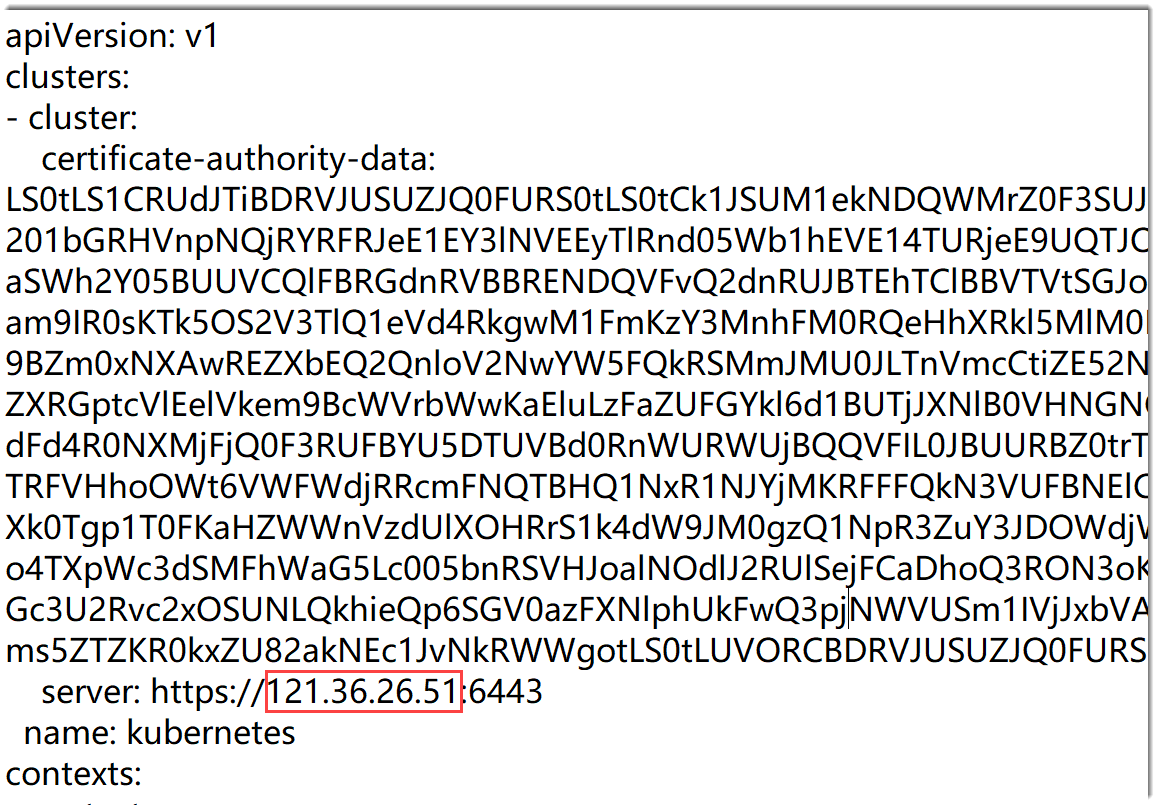 apiVersion: v1
clusters:
- cluster:
certificate-authority-data:
LS0tLS1CRUdJTiBDRVJUSUZJQ0FURS0tLS0tCk1JSUM1ekNDQWMrZ0F3SUJ
201bGRHVnpNQjRYRFRJeE1EY3lNVEEyTlRnd05Wb1hEVE14TURjeE9UQTJC
aSWh2Y05BUUVCQlFBRGdnRVBBRENDQVFvQ2dnRUJBTEhTClBBVTVtSGJo
am9IR0sKTk5OS2V3TlQ1eVd4RkgwM1FmKzY3MnhFM0RQeHhXRkl5MlM0
9BZm0xNXAwREZXbEQ2QnloV2NwYW5FQkRSMmJMU0JLTnVmcCtiZE52N
ZXRGptcVlEelVkem9BcWVrbWwKaEluLzFaZUFGYkl6d1BUTjJXNlB0VHNGN
dFd4R0NXMjFjQ0F3RUFBYU5DTUVBd0RnWURWUjBQQVFIL0JBUURBZ0trT
TRFVHhoOWt6VWFWdjRRcmFNQTBHQ1NxR1NJYjMKRFFFQkN3VUFBNElC
Xk0Tgp1T0FKaHZWWnVzdUlXOHRrS1k4dW9JM0gzQ1NpR3ZuY3JDOWdjV
o4TXpWc3dSMFhWaG5Lc005bnRSVHJoalNOdlJ2RUlSejFCaDhoQ3RON3oK
Gc3U2Rvc2xOSUNLQkhieQp6SGV0azFXNlphUkFwQ3pjNWVUSm1IVjJxbVA
ms5ZTZKR0kxZU82akNEc1JvNkRWWgotLS0tLUVORCBDRVJUSUZJQ0FURS
server: https://121.36.26.51:6443
name: kubernetes
contexts: